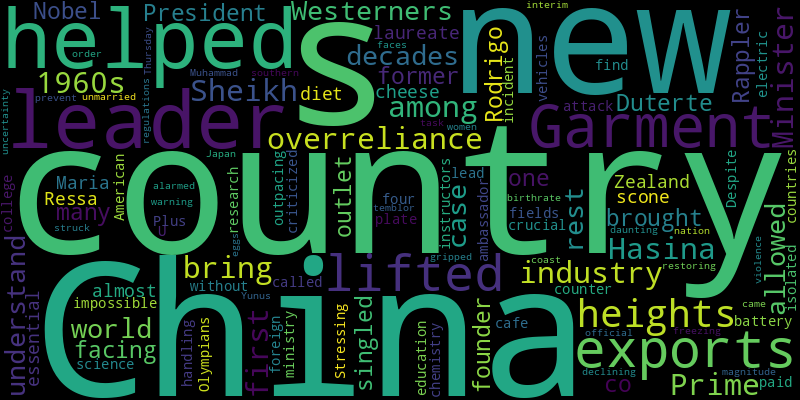 Nobel
President
Westerners
interim
helped
s
new
laureate
order
Thursday
faces
decades
Rodrigo
vehicles
Rappler
Minister
1960s
Muhammad
southern
former
incident
find
electric
Sheikh
diet
cheese
prevent
unmarried
regulations
among
attack
Duterte
uncertainty
leader
overreliance
task
women
Garment
country
Japan
American
outpacing
criticized
Despite
countries
alarmed
warning
Maria
Ressa
college
many
struck
Plus
U
research
eggs
outlet
four
temblor
plate
instructors
case
lead
ambassador
one
fields
crucial
birthrate
rest
Zealand
scone
brought
daunting
nation
allowed
isolated
gripped
coast
restoring
violence
Hasina
understand
essential
China
bring
lifted
industry
almost
impossible
without
called
Yunus
counter
came
heights
battery
world
facing
science
handling
Olympians
first
foreign
ministry
Stressing
singled
education
chemistry
founder
cafe
official
freezing
exports
declining
magnitude
co
Prime
paid